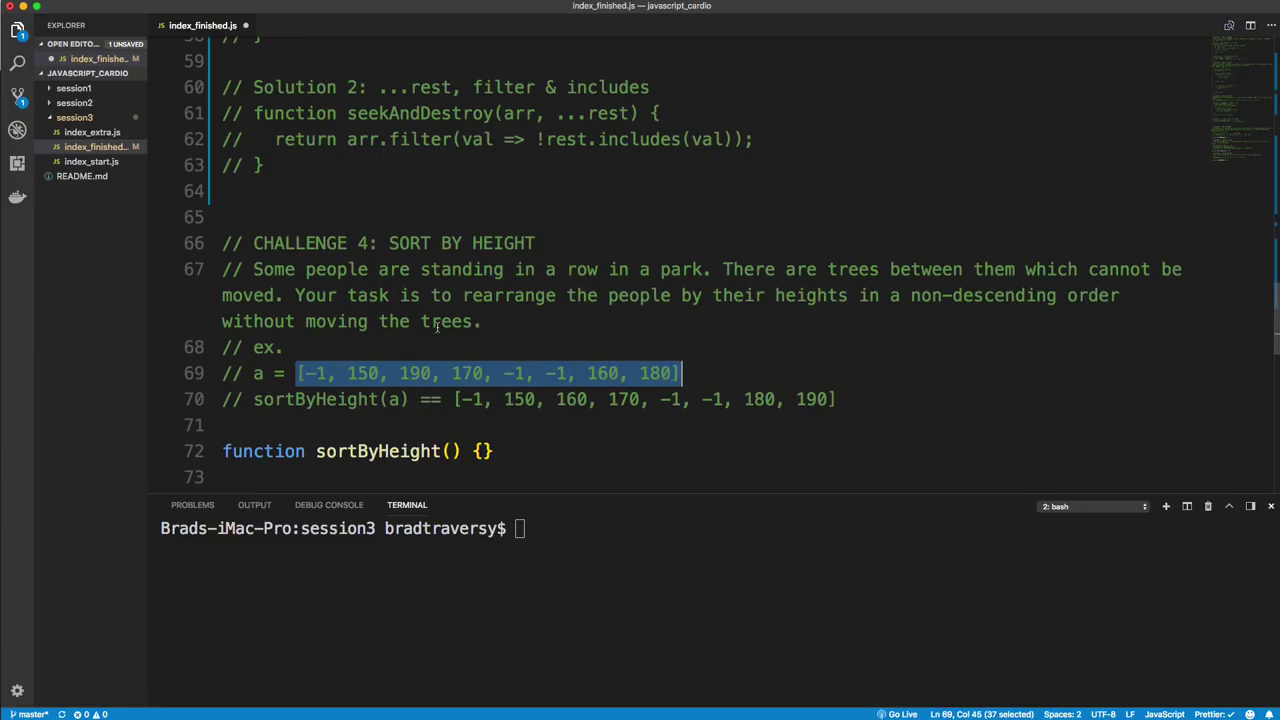 index_finished.js — javascript_cardio
EXPLORER
index_finished.js
OPEN EDITO... 1 UNSAVED
index_finishe.. M
JAVASCRIPT_CARDIO
session1
session2
session3
index_extra.js
index_finished... M
index_start.js
README.md
58 // }
59
60 // Solution 2: ...rest, filter & includes
61 // function seekAndDestroy(arr, ...rest) {
62 //   return arr.filter(val => !rest.includes(val));
63 // }
64
65
66 // CHALLENGE 4: SORT BY HEIGHT
67 // Some people are standing in a row in a park. There are trees between them which cannot be
moved. Your task is to rearrange the people by their heights in a non-descending order
without moving the trees.
68 // ex.
69 // a = [-1, 150, 190, 170, -1, -1, 160, 180]
70 // sortByHeight(a) == [-1, 150, 160, 170, -1, -1, 180, 190]
71
72 function sortByHeight() {}
73
PROBLEMS OUTPUT DEBUG CONSOLE TERMINAL 2: bash
Brads-iMac-Pro:session3 bradtraversy$
master* 0 0 Go Live Ln 69, Col 45 (37 selected) Spaces: 2 UTF-8 LF JavaScript Prettier: ✓
1
1